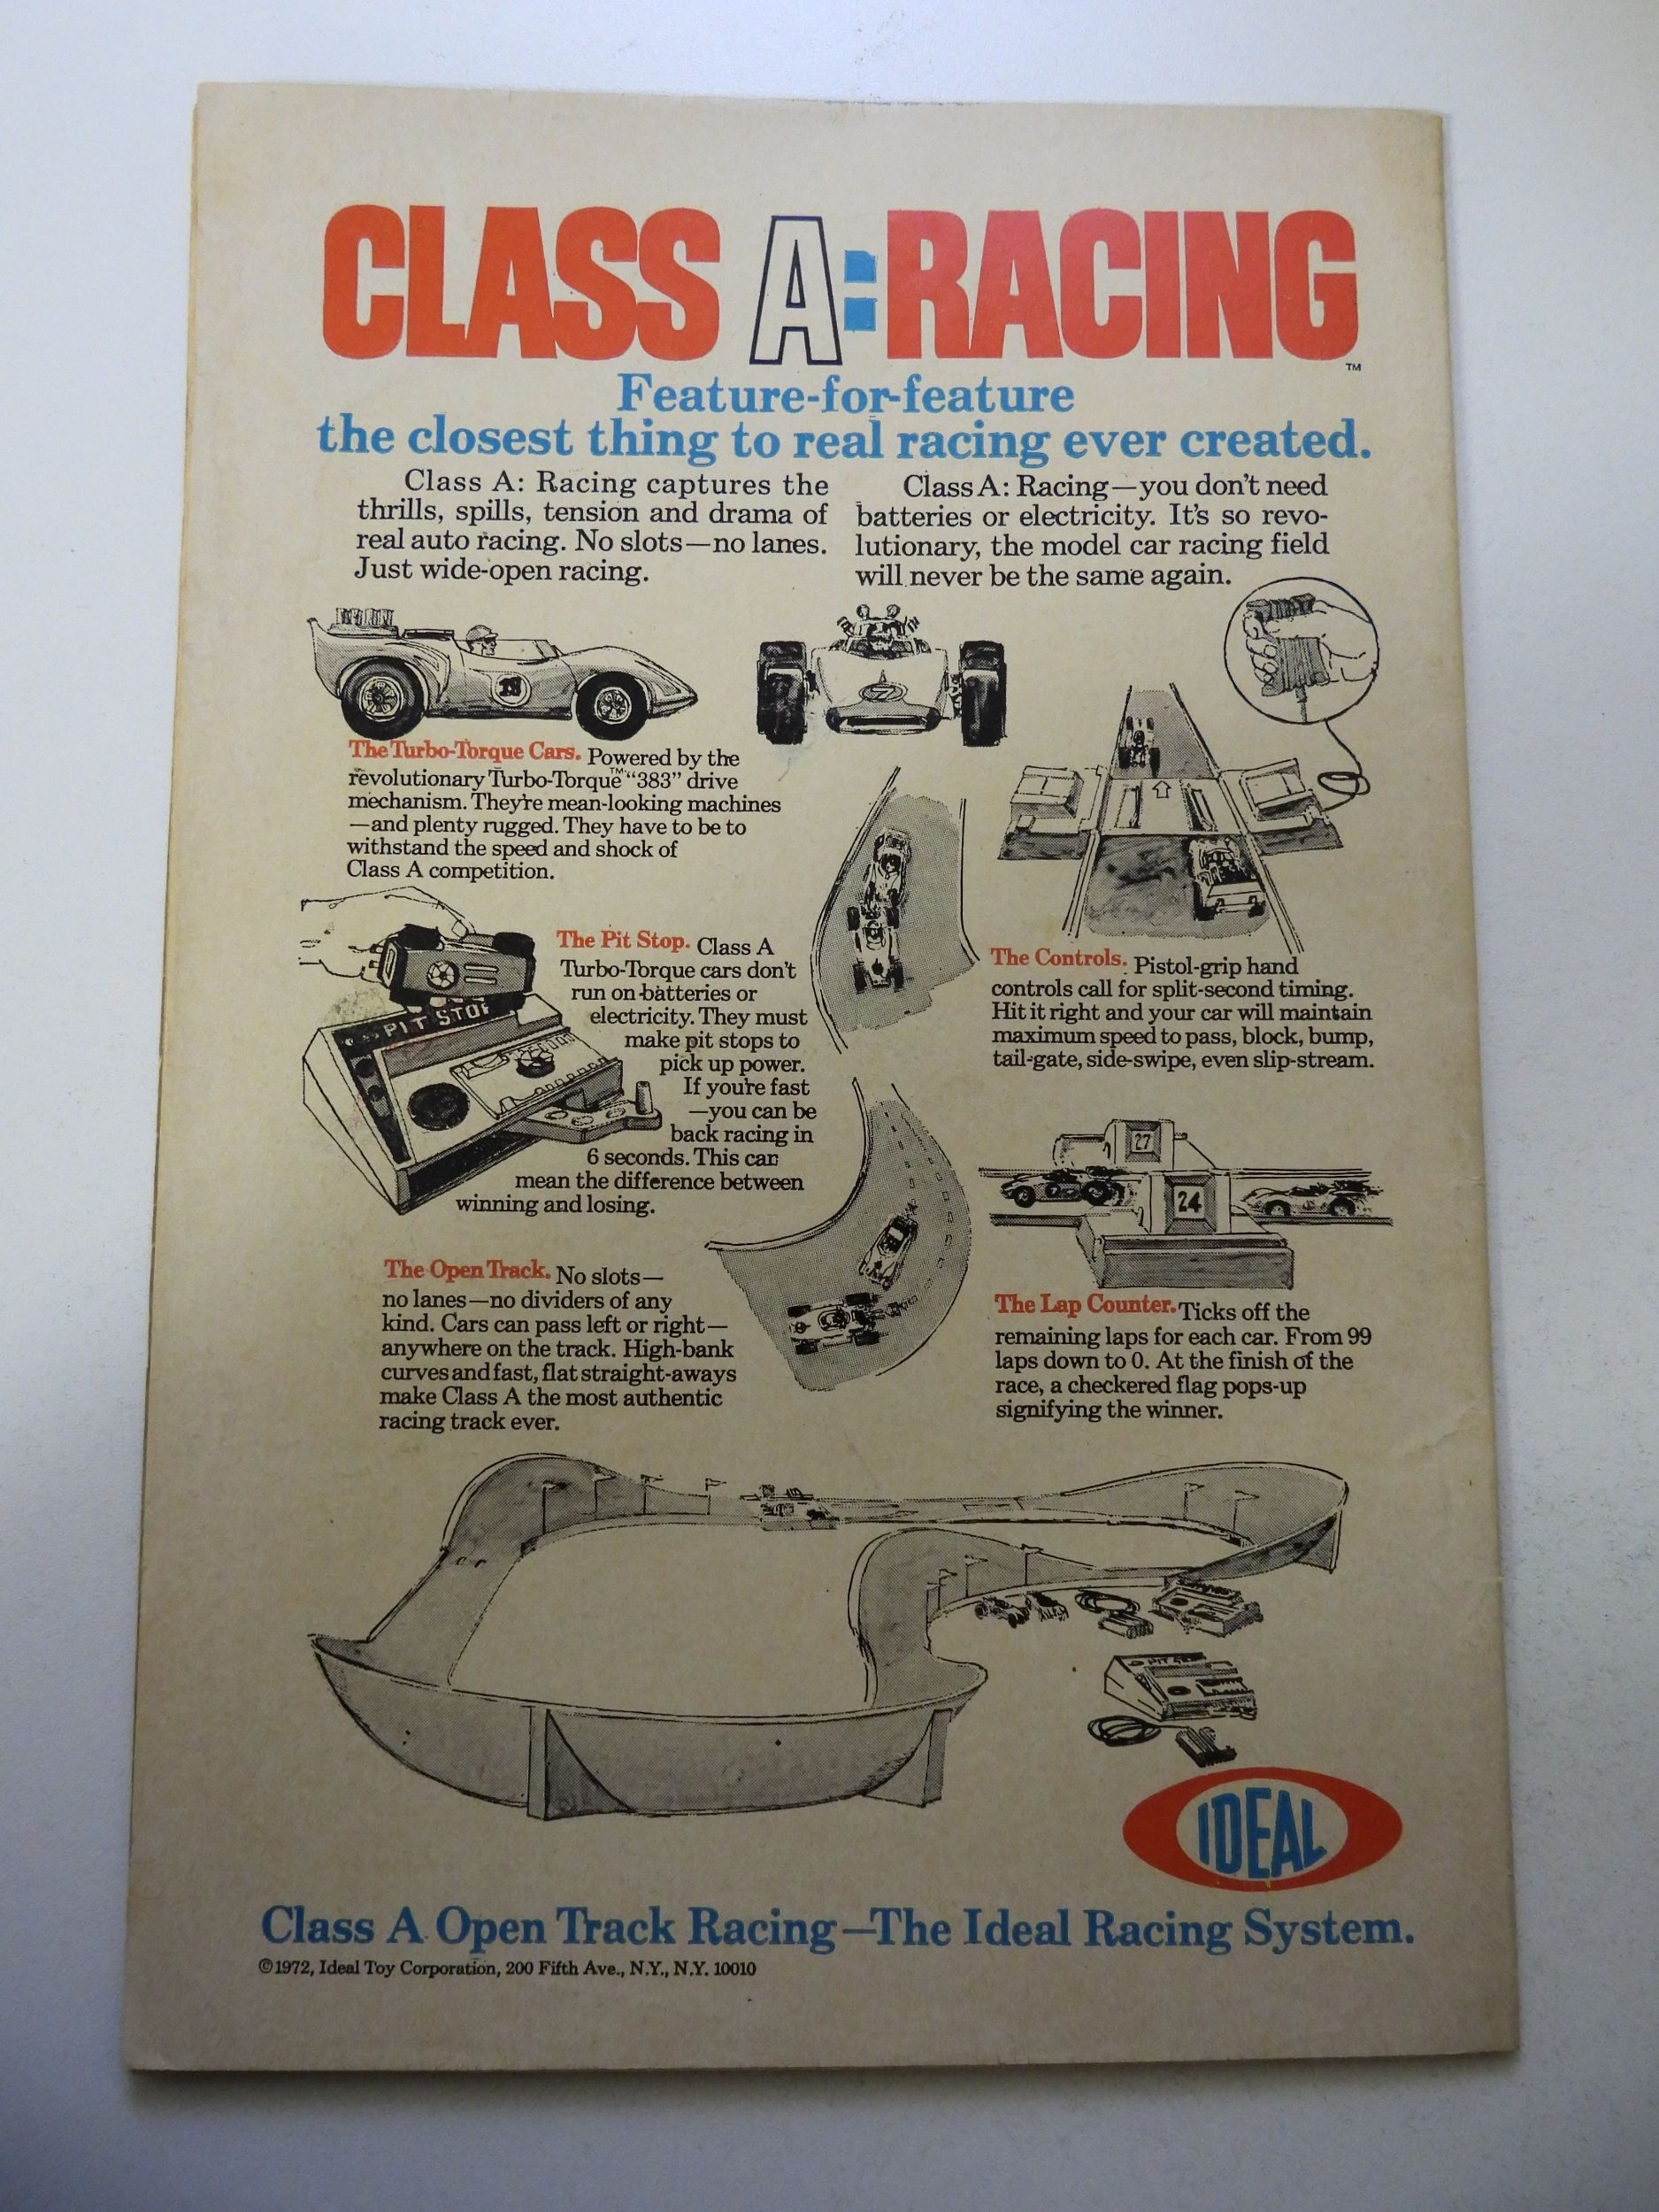 CLASS A: RACING
™
Feature-for-feature
the closest thing to real racing ever created.
Class A: Racing captures the
thrills, spills, tension and drama of
real auto racing. No slots—no lanes.
Just wide-open racing.
Class A: Racing—you don't need
batteries or electricity. It's so revo-
lutionary, the model car racing field
will never be the same again.
The Turbo-Torque Cars. Powered by the
revolutionary Turbo-Torque™ "383" drive
mechanism. They're mean-looking machines
—and plenty rugged. They have to be to
withstand the speed and shock of
Class A competition.
PIT STOP
The Pit Stop. Class A
Turbo-Torque cars don't
run on batteries or
electricity. They must
make pit stops to
pick up power.
If you're fast
—you can be
back racing in
6 seconds. This can
mean the difference between
winning and losing.
The Controls. Pistol-grip hand
controls call for split-second timing.
Hit it right and your car will maintain
maximum speed to pass, block, bump,
tail-gate, side-swipe, even slip-stream.
27
24
The Open Track. No slots—
no lanes—no dividers of any
kind. Cars can pass left or right—
anywhere on the track. High-bank
curves and fast, flat straight-aways
make Class A the most authentic
racing track ever.
The Lap Counter. Ticks off the
remaining laps for each car. From 99
laps down to 0. At the finish of the
race, a checkered flag pops-up
signifying the winner.
IDEAL
Class A Open Track Racing—The Ideal Racing System.
©1972, Ideal Toy Corporation, 200 Fifth Ave., N.Y., N.Y. 10010